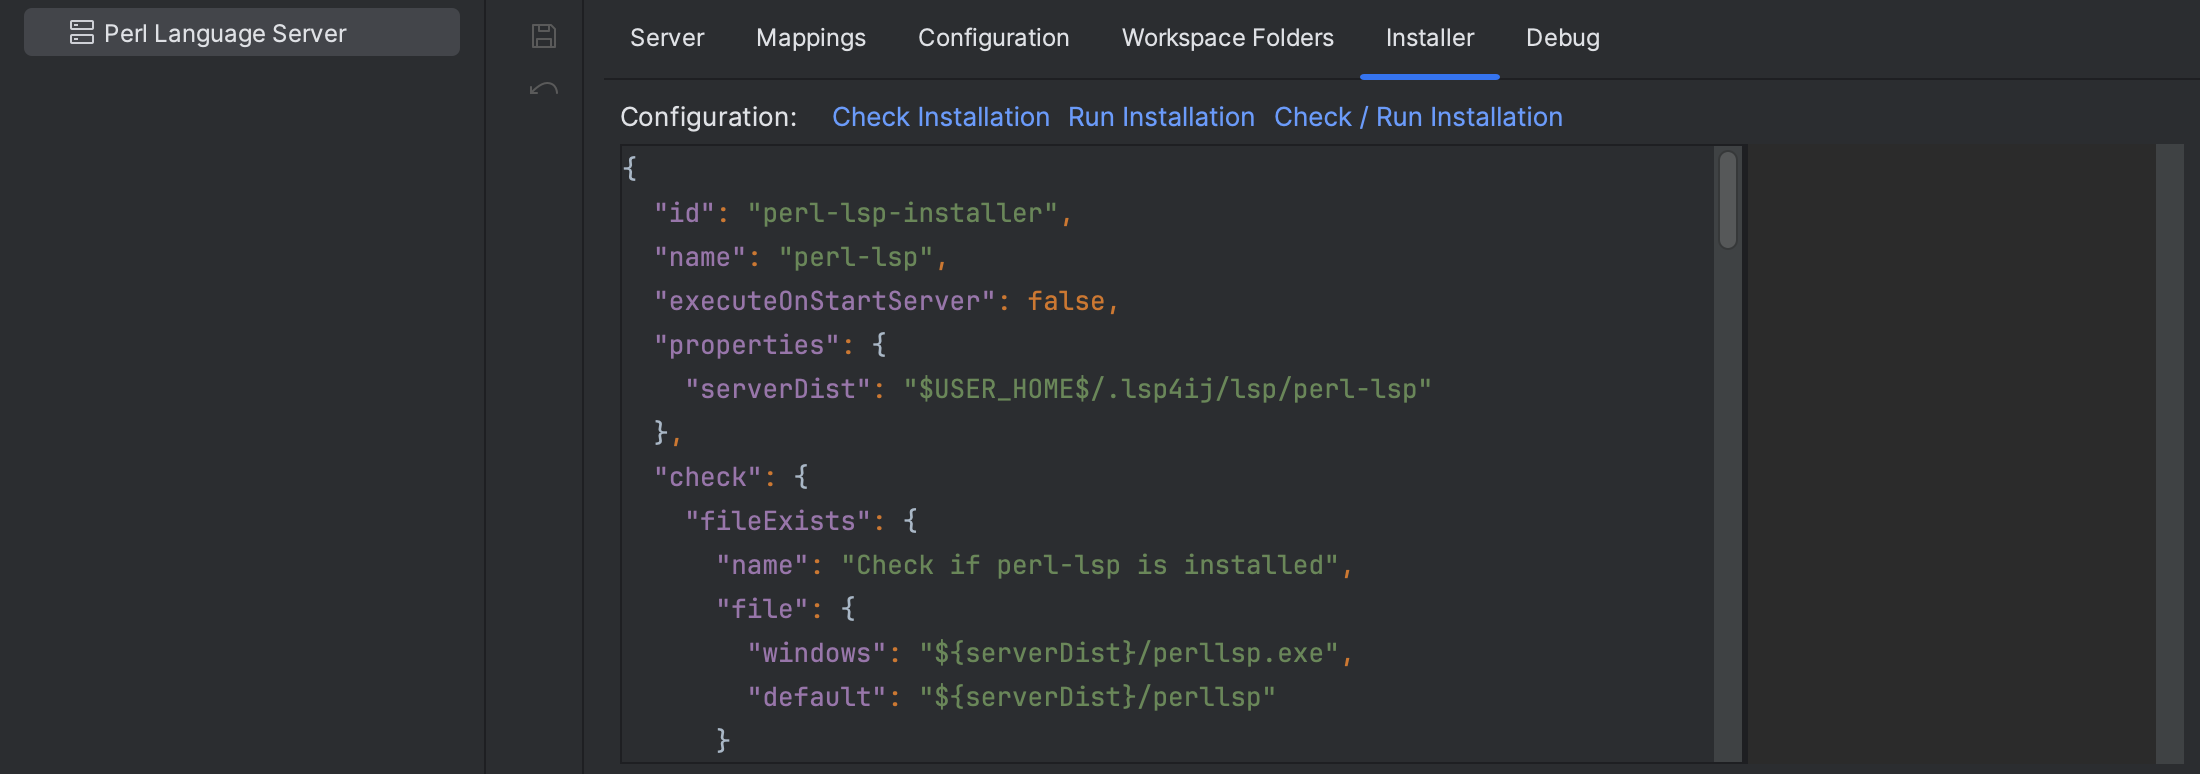 Perl Language Server
Server Mappings Configuration Workspace Folders Installer Debug
Configuration: Check Installation Run Installation Check / Run Installation
{
  "id": "perl-lsp-installer",
  "name": "perl-lsp",
  "executeOnStartServer": false,
  "properties": {
    "serverDist": "$USER_HOME$/.lsp4ij/lsp/perl-lsp"
  },
  "check": {
    "fileExists": {
      "name": "Check if perl-lsp is installed",
      "file": {
        "windows": "${serverDist}/perllsp.exe",
        "default": "${serverDist}/perllsp"
      }